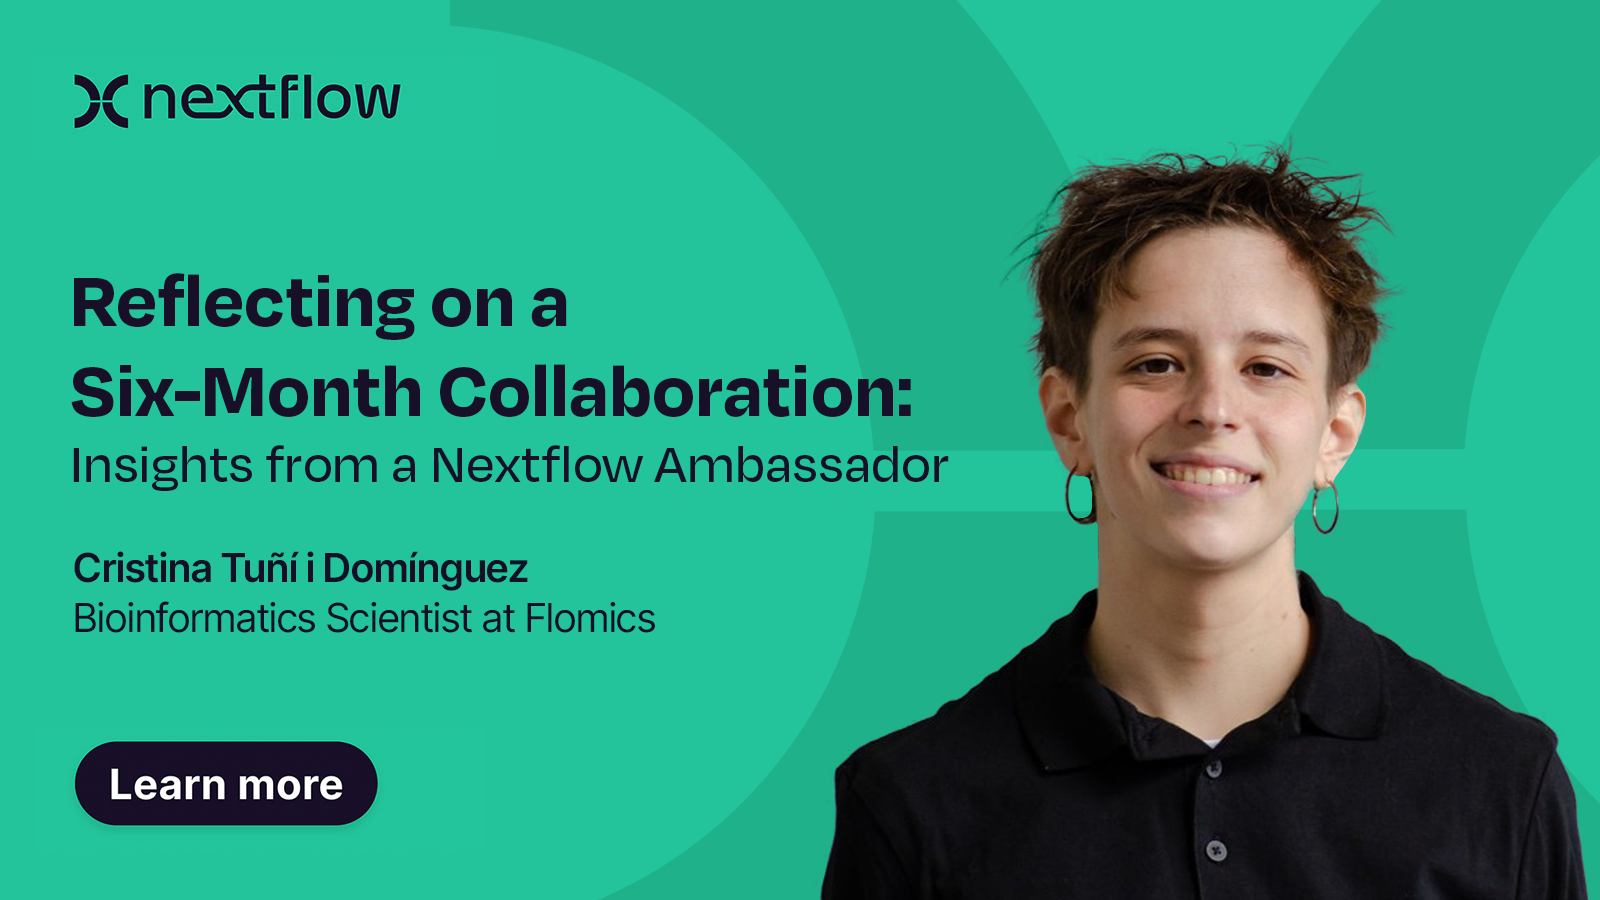 nextflow
Reflecting on a
Six-Month Collaboration:
Insights from a Nextflow Ambassador
Cristina Tuñí i Domínguez
Bioinformatics Scientist at Flomics
Learn more